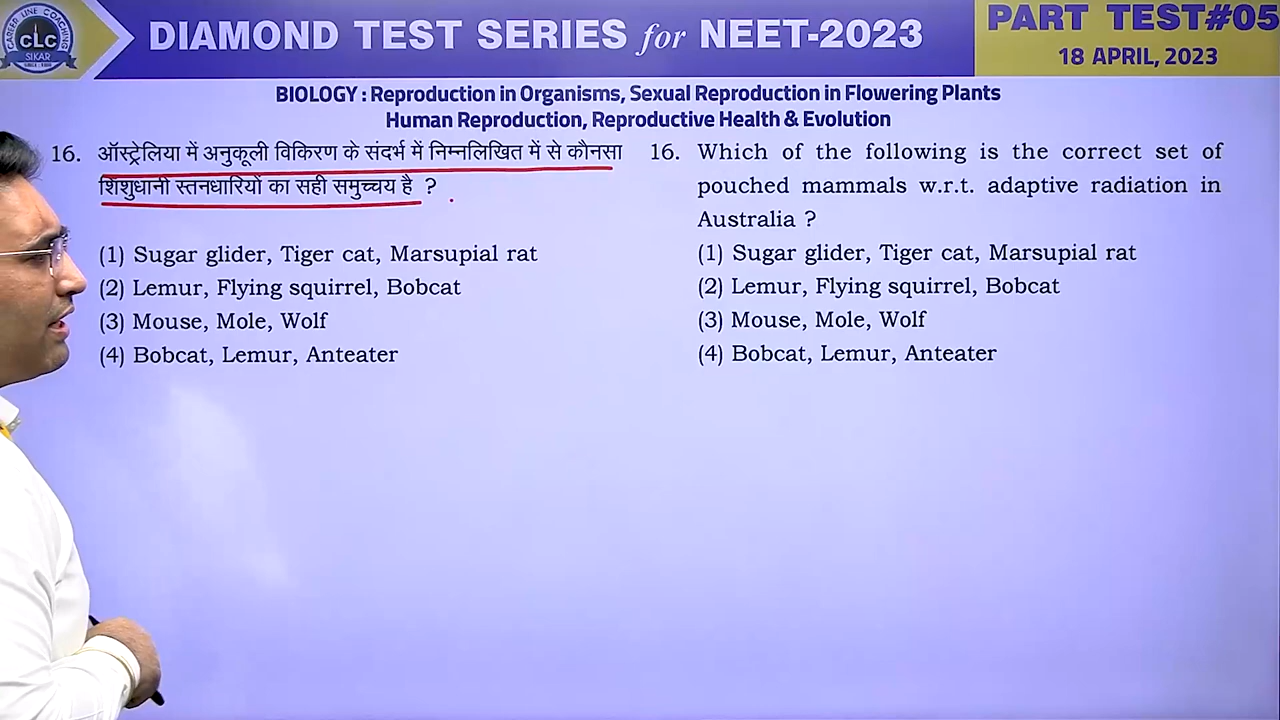 CAREER LINE COACHING
CLC
SIKAR
DIAMOND TEST SERIES for NEET-2023
PART TEST#05
18 APRIL, 2023
BIOLOGY : Reproduction in Organisms, Sexual Reproduction in Flowering Plants
Human Reproduction, Reproductive Health & Evolution
16. ऑस्ट्रेलिया में अनुकूली विकिरण के संदर्भ में निम्नलिखित में से कौनसा
शिशुधानी स्तनधारियों का सही समुच्चय है ?
(1) Sugar glider, Tiger cat, Marsupial rat
(2) Lemur, Flying squirrel, Bobcat
(3) Mouse, Mole, Wolf
(4) Bobcat, Lemur, Anteater
16. Which of the following is the correct set of
pouched mammals w.r.t. adaptive radiation in
Australia ?
(1) Sugar glider, Tiger cat, Marsupial rat
(2) Lemur, Flying squirrel, Bobcat
(3) Mouse, Mole, Wolf
(4) Bobcat, Lemur, Anteater